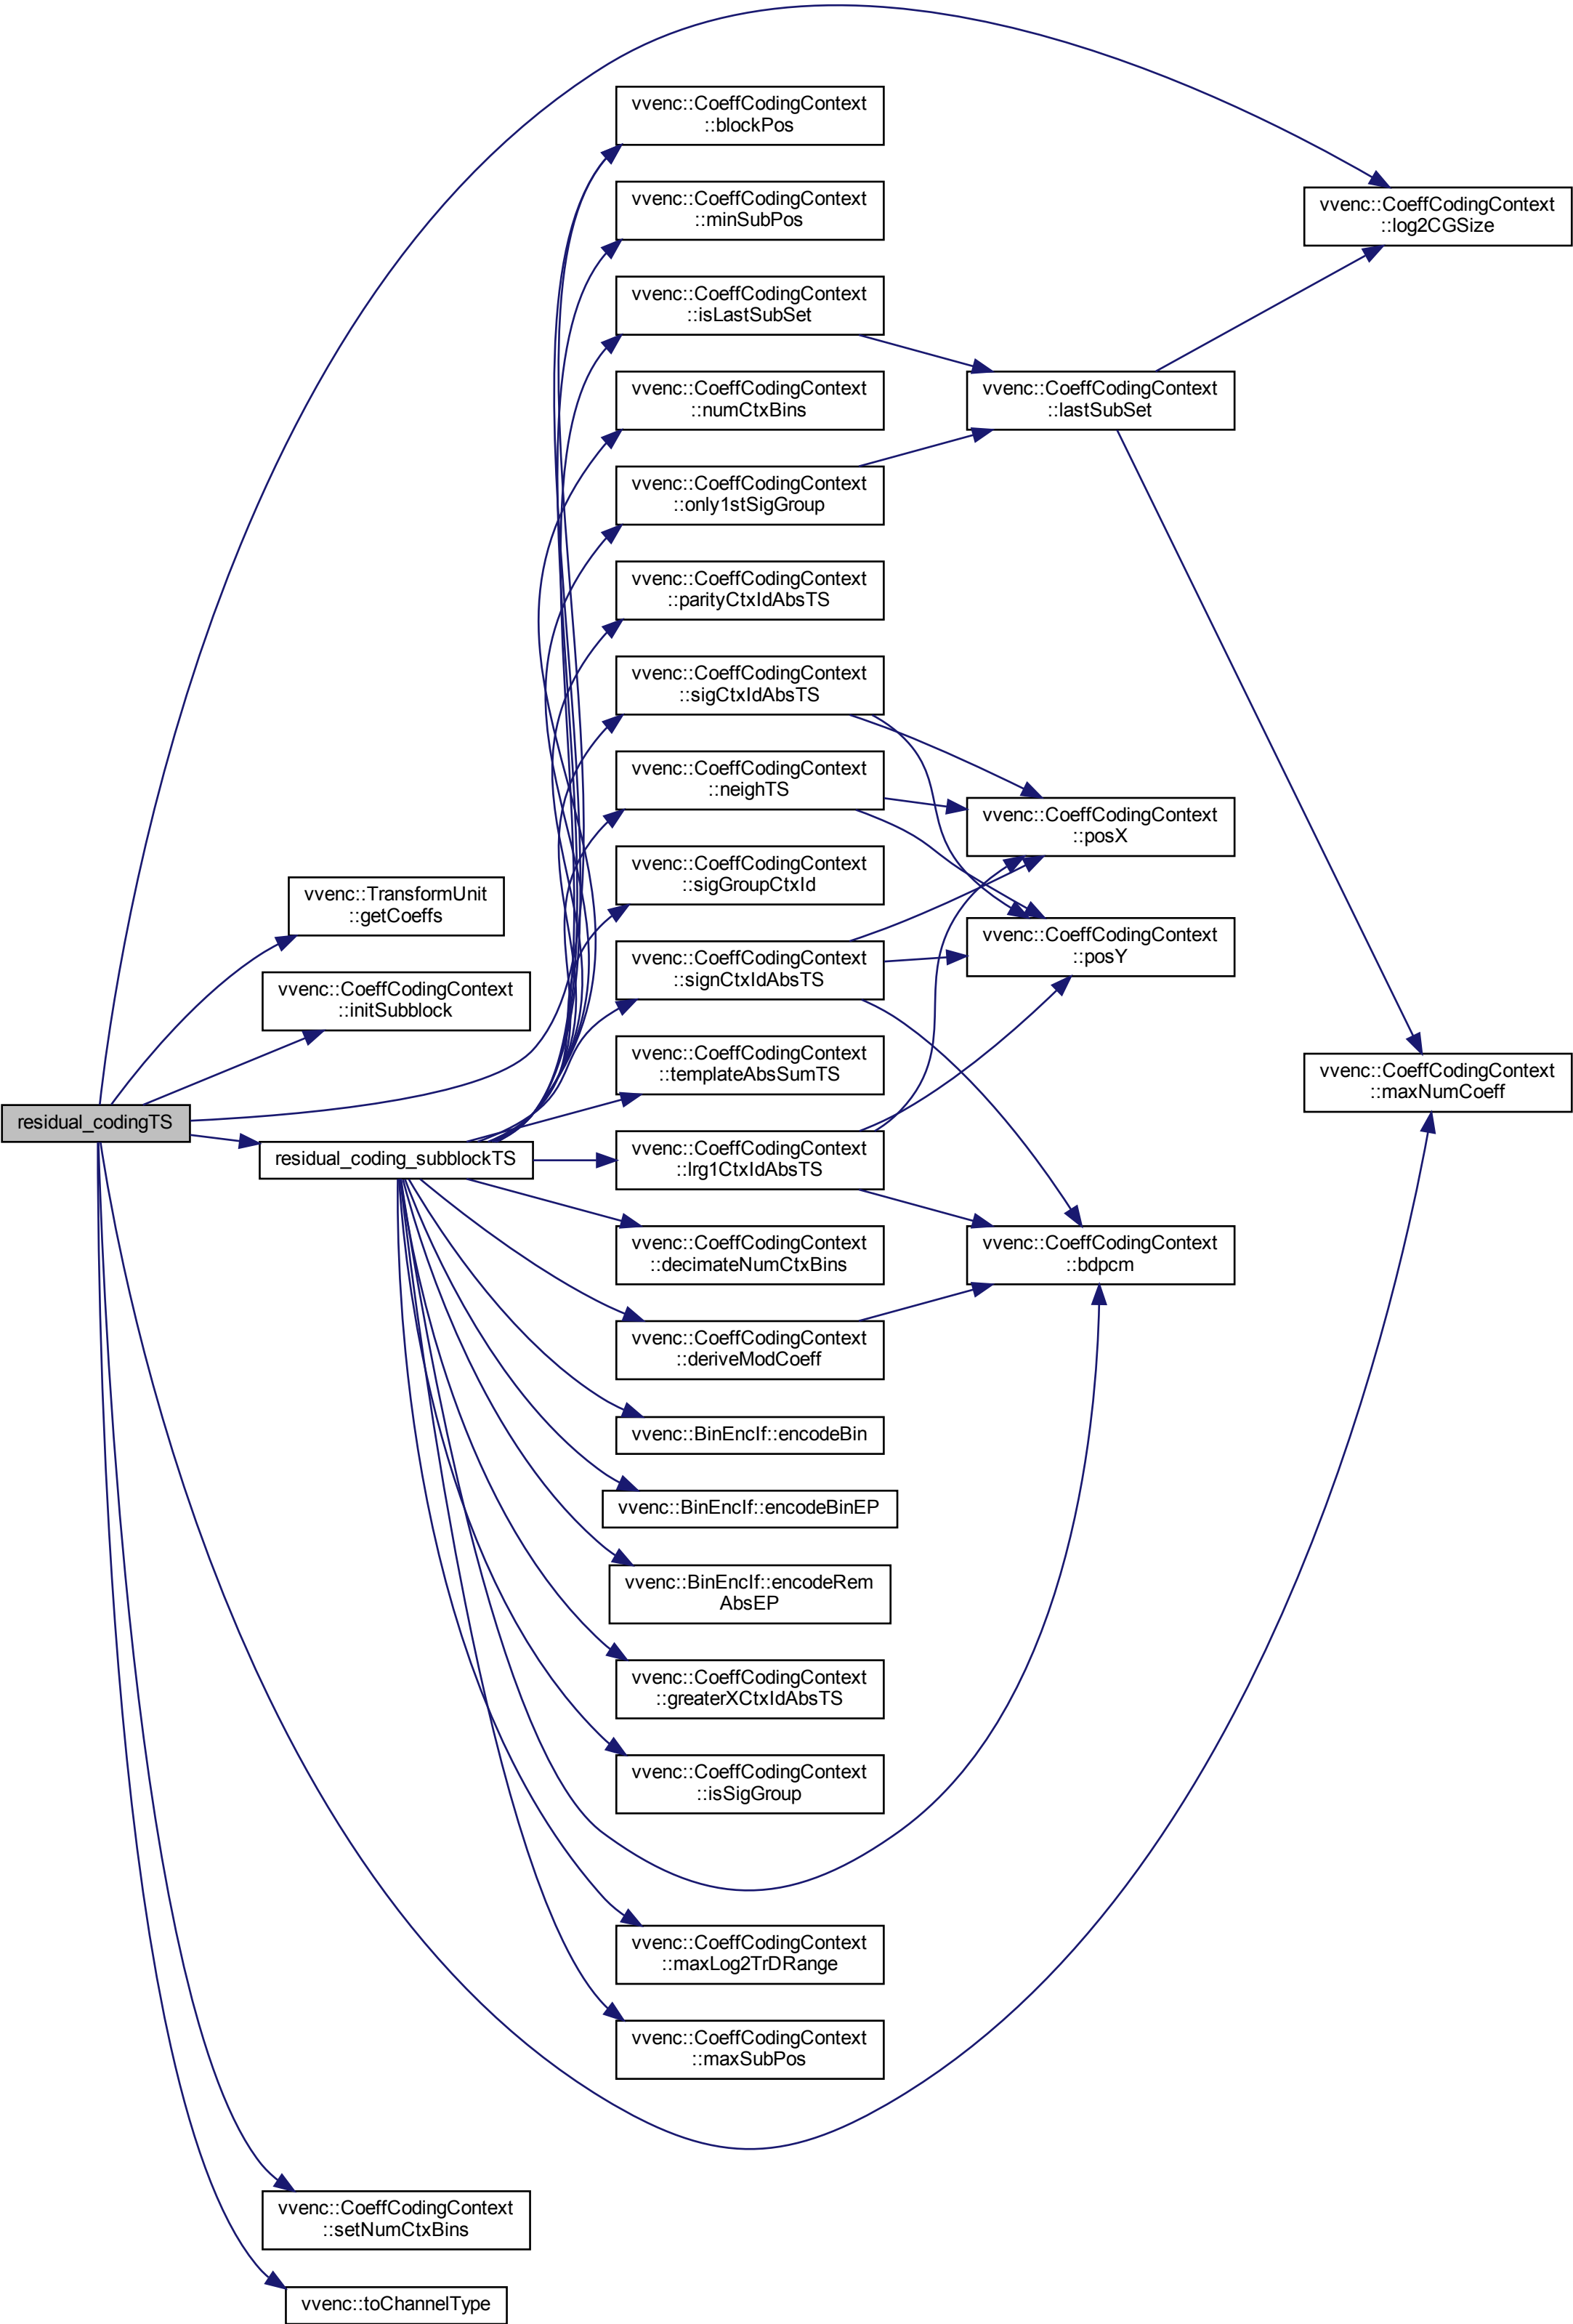 vvenc::CoeffCodingContext
::blockPos
vvenc::CoeffCodingContext
::minSubPos
vvenc::CoeffCodingContext
::log2CGSize
vvenc::CoeffCodingContext
::isLastSubSet
vvenc::CoeffCodingContext
::numCtxBins
vvenc::CoeffCodingContext
::lastSubSet
vvenc::CoeffCodingContext
::only1stSigGroup
vvenc::CoeffCodingContext
::parityCtxIdAbsTS
vvenc::CoeffCodingContext
::sigCtxIdAbsTS
vvenc::CoeffCodingContext
::neighTS
vvenc::CoeffCodingContext
::posX
vvenc::CoeffCodingContext
::sigGroupCtxId
vvenc::TransformUnit
::getCoeffs
vvenc::CoeffCodingContext
::posY
vvenc::CoeffCodingContext
::signCtxIdAbsTS
vvenc::CoeffCodingContext
::initSubblock
vvenc::CoeffCodingContext
::templateAbsSumTS
vvenc::CoeffCodingContext
::maxNumCoeff
residual_codingTS
residual_coding_subblockTS
vvenc::CoeffCodingContext
::lrg1CtxIdAbsTS
vvenc::CoeffCodingContext
::decimateNumCtxBins
vvenc::CoeffCodingContext
::bdpcm
vvenc::CoeffCodingContext
::deriveModCoeff
vvenc::BinEncIf::encodeBin
vvenc::BinEncIf::encodeBinEP
vvenc::BinEncIf::encodeRem
AbsEP
vvenc::CoeffCodingContext
::greaterXCtxIdAbsTS
vvenc::CoeffCodingContext
::isSigGroup
vvenc::CoeffCodingContext
::maxLog2TrDRange
vvenc::CoeffCodingContext
::maxSubPos
vvenc::CoeffCodingContext
::setNumCtxBins
vvenc::toChannelType